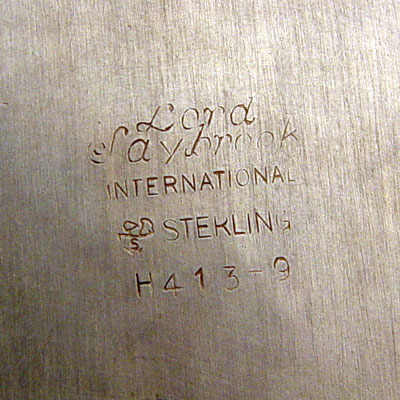 Lord
Saybrook
INTERNATIONAL
S STERLING
H413-9